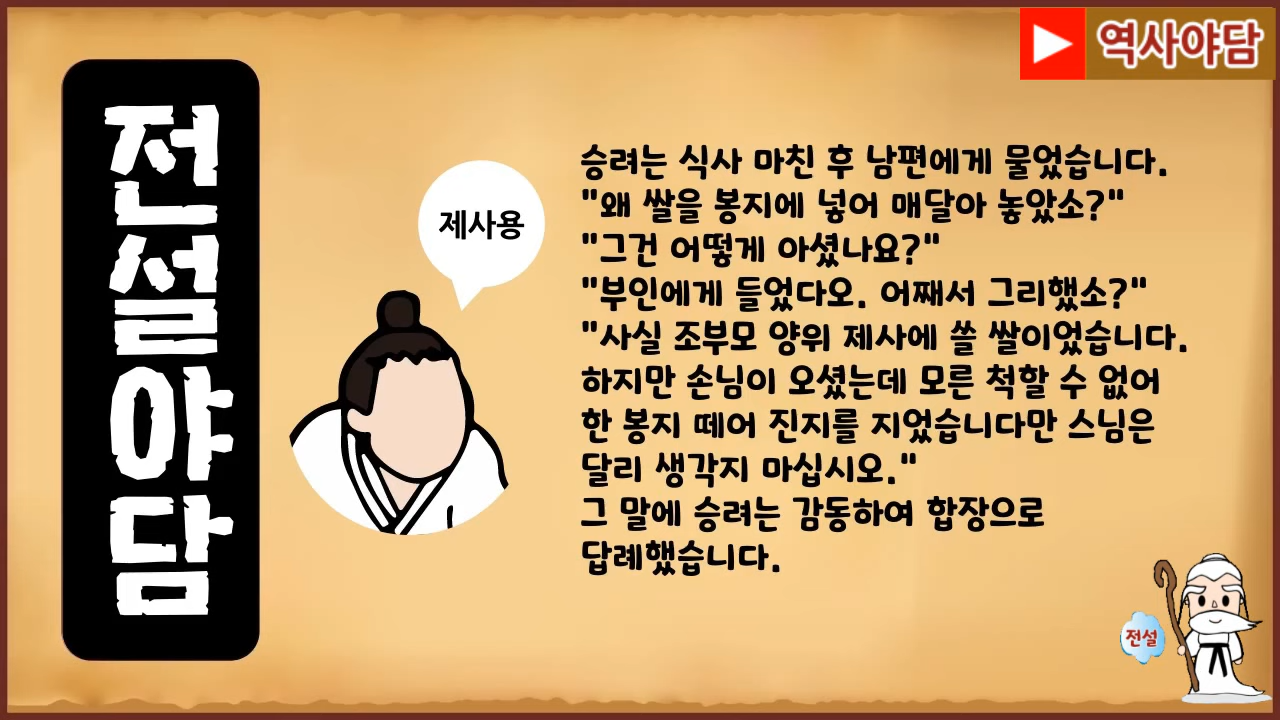 역사야담
전설야담
제사용
승려는 식사 마친 후 남편에게 물었습니다.
"왜 쌀을 봉지에 넣어 매달아 놓았소?"
"그건 어떻게 아셨나요?"
"부인에게 들었다오. 어째서 그리했소?"
"사실 조부모 양위 제사에 쓸 쌀이었습니다.
하지만 손님이 오셨는데 모른 척할 수 없어
한 봉지 떼어 진지를 지었습니다만 스님은
달리 생각지 마십시오."
그 말에 승려는 감동하여 합장으로
답례했습니다.
전설